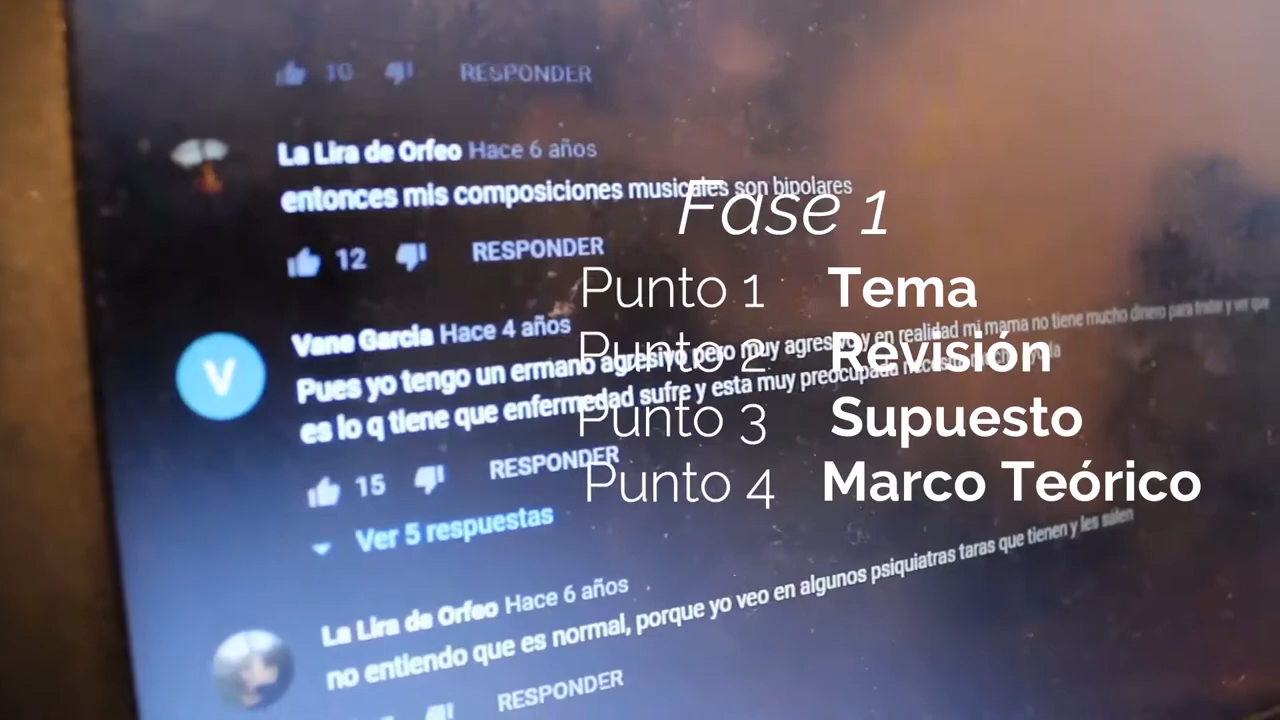 10 RESPONDER
La Lira de Orfeo Hace 6 años
entonces mis composiciones musicales son bipolares
12 RESPONDER
V
Vane Garcia Hace 4 años
Pues yo tengo un ermano agresivo pero muy agresivo y en realidad mi mama no tiene mucho dinero para tratar y ver que
es lo q tiene que enfermedad sufre y esta muy preocupada necesito
15 RESPONDER
Ver 5 respuestas
La Lira de Orfeo Hace 6 años
no entiendo que es normal, porque yo veo en algunos psiquiatras taras que tienen y les salen
RESPONDER
Fase 1
Punto 1 Tema
Punto 2 Revisión
Punto 3 Supuesto
Punto 4 Marco Teórico